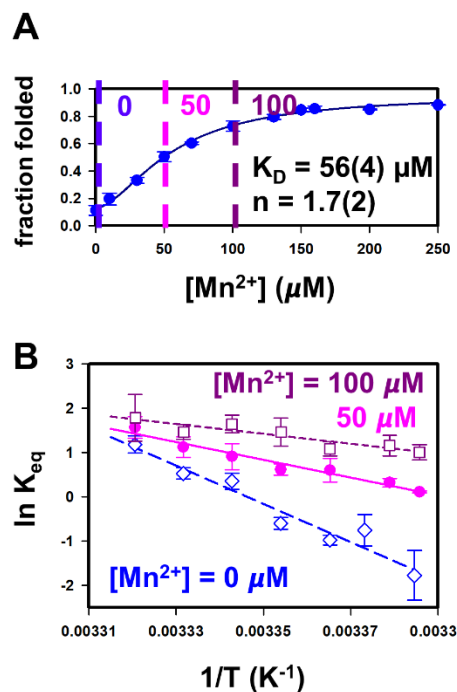 A
0 50 100
fraction folded
1.0
0.8
0.6
0.4
0.2
0.0
K_D = 56(4) µM
n = 1.7(2)
0 50 100 150 200 250
[Mn²⁺] (µM)
B
ln K_eq
3
2
1
0
-1
-2
[Mn²⁺] = 100 µM
50 µM
[Mn²⁺] = 0 µM
0.00331 0.00333 0.00335 0.00337 0.0033
1/T (K⁻¹)